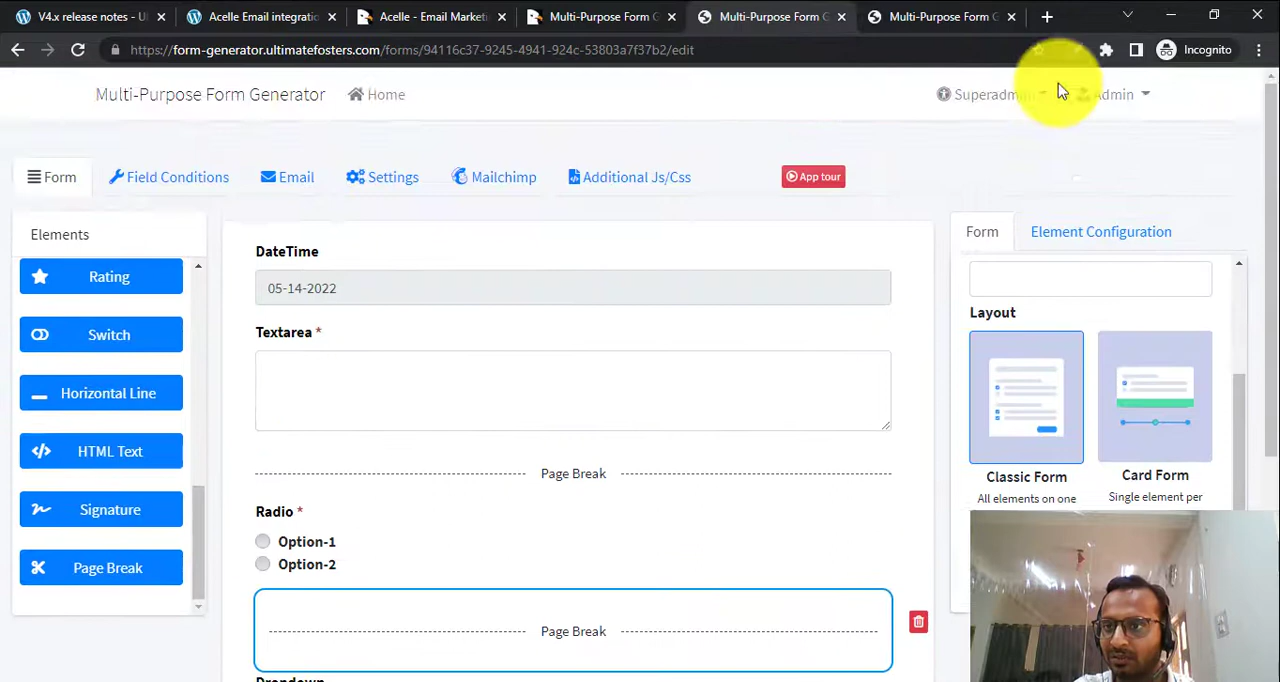 V4.x release notes - U
Acelle Email integratio
Acelle - Email Market
Multi-Purpose Form G
Multi-Purpose Form G
Multi-Purpose Form G
https://form-generator.ultimatefosters.com/forms/94116c37-9245-4941-924c-53803a7f37b2/edit
Incognito
Multi-Purpose Form Generator
Home
Superadmin
Admin
Form
Field Conditions
Email
Settings
Mailchimp
Additional Js/Css
App tour
Elements
Rating
Switch
Horizontal Line
HTML Text
Signature
Page Break
DateTime
05-14-2022
Textarea *
Page Break
Radio *
Option-1
Option-2
Page Break
Dropdown
Form
Element Configuration
Layout
Classic Form
All elements on one
Card Form
Single element per